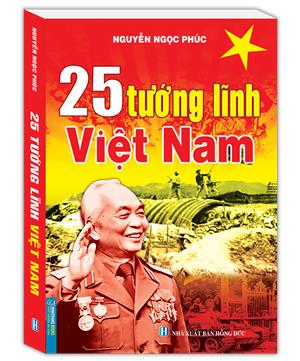 NGUYỄN NGỌC PHÚC
25 tướng lĩnh
Việt Nam
NHÀ XUẤT BẢN HỒNG ĐỨC
NGUYỄN NGỌC PHÚC
25 TƯỚNG LĨNH VIỆT NAM